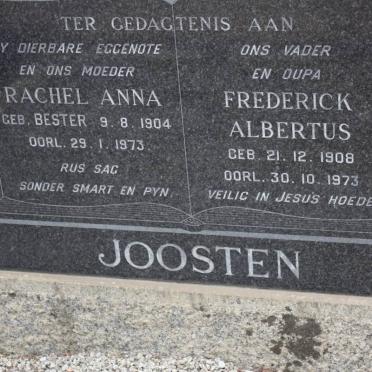 TER GEDAGTENIS AAN
MY DIERBARE EGGENOTE
EN ONS MOEDER
RACHEL ANNA
GEB. BESTER 9.8.1904
OORL. 29.1.1973
RUS SAG
SONDER SMART EN PYN.
ONS VADER
EN OUPA
FREDERICK
ALBERTUS
GEB. 21.12.1908
OORL. 30.10.1973
VEILIG IN JESUS HOEDE
JOOSTEN